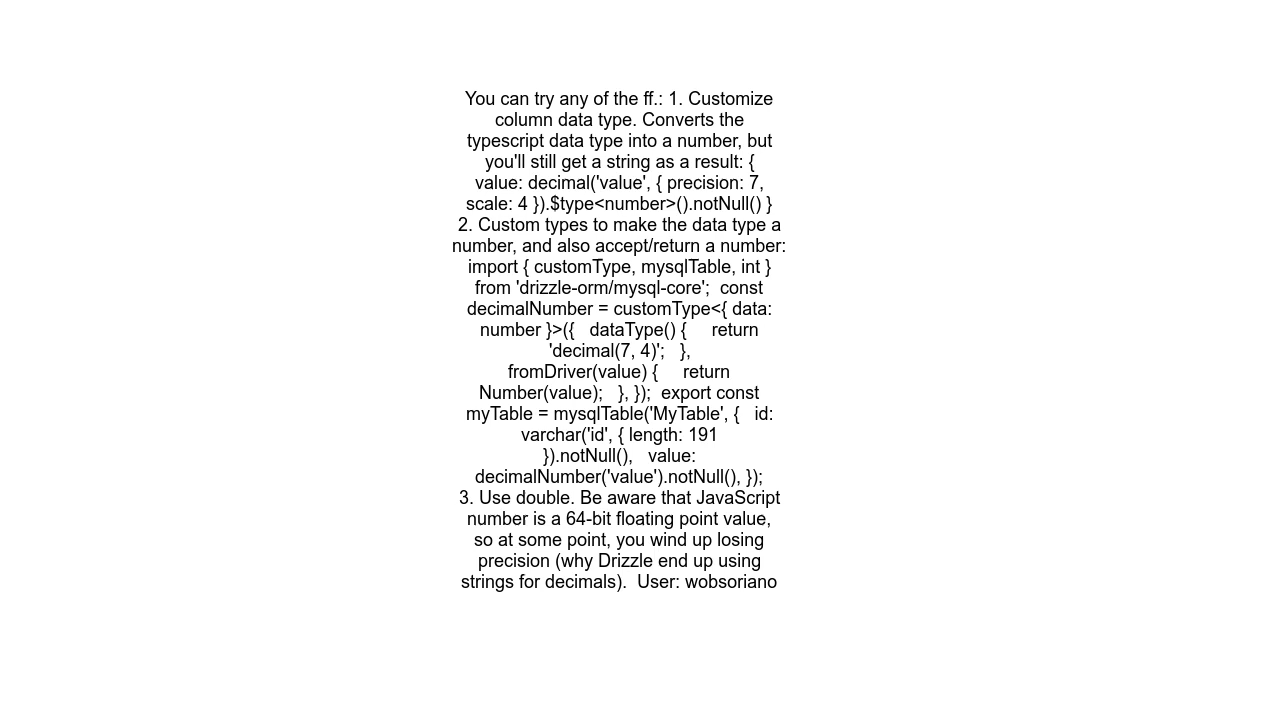 You can try any of the ff.: 1. Customize
column data type. Converts the
typescript data type into a number, but
you'll still get a string as a result: {
value: decimal('value', { precision: 7,
scale: 4 }).$type<number>().notNull() }
2. Custom types to make the data type a
number, and also accept/return a number:
import { customType, mysqlTable, int }
from 'drizzle-orm/mysql-core';  const
decimalNumber = customType<{ data:
number }>({   dataType() {     return
'decimal(7, 4)';   },
fromDriver(value) {     return
Number(value);   }, });  export const
myTable = mysqlTable('MyTable', {   id:
varchar('id', { length: 191
}).notNull(),   value:
decimalNumber('value').notNull(), });
3. Use double. Be aware that JavaScript
number is a 64-bit floating point value,
so at some point, you wind up losing
precision (why Drizzle end up using
strings for decimals).  User: wobsoriano